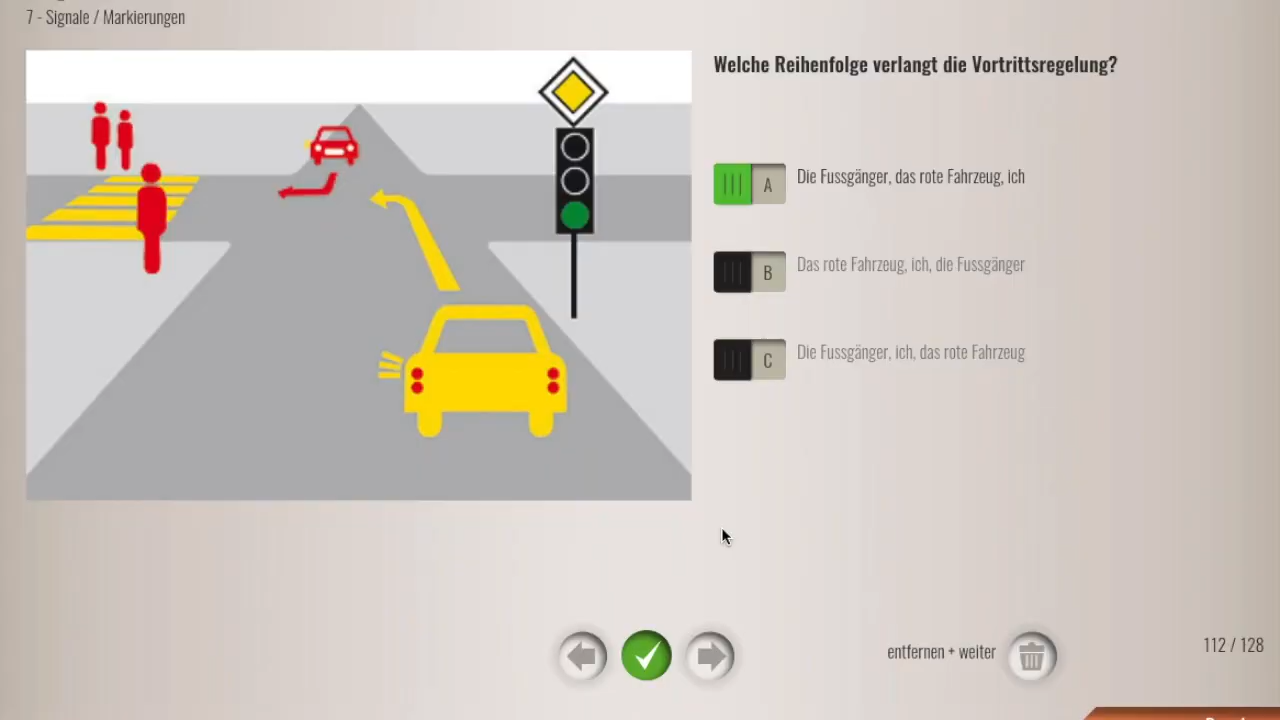 7 - Signale / Markierungen
Welche Reihenfolge verlangt die Vortrittsregelung?
A Die Fussgänger, das rote Fahrzeug, ich
B Das rote Fahrzeug, ich, die Fussgänger
C Die Fussgänger, ich, das rote Fahrzeug
entfernen + weiter
112 / 128